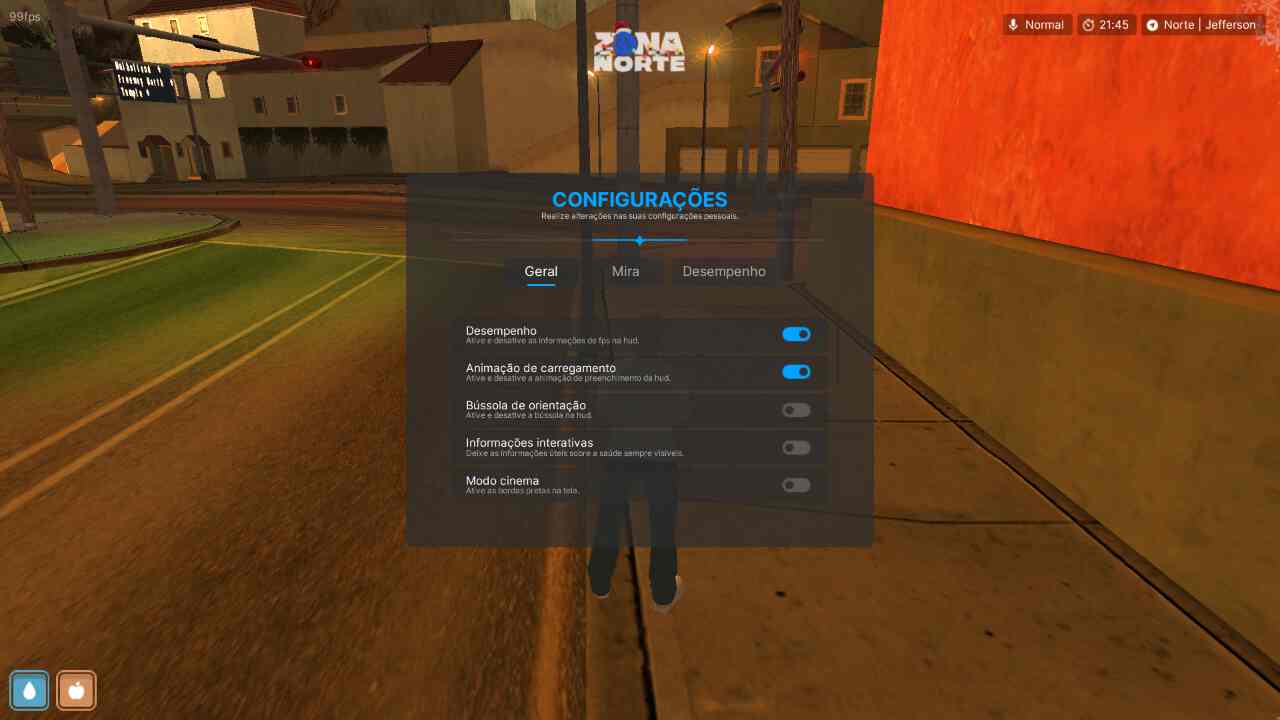 99fps
Normal
21:45
Norte | Jefferson
ZONA
NORTE
CONFIGURAÇÕES
Realize alterações nas suas configurações pessoais.
Geral
Mira
Desempenho
Desempenho
Ative e desative as informações de fps na hud.
Animação de carregamento
Ative e desative a animação de preenchimento da hud.
Bússola de orientação
Ative e desative a bússola na hud.
Informações interativas
Deixe as informações úteis sobre a saúde sempre visíveis.
Modo cinema
Ative as bordas pretas na tela.